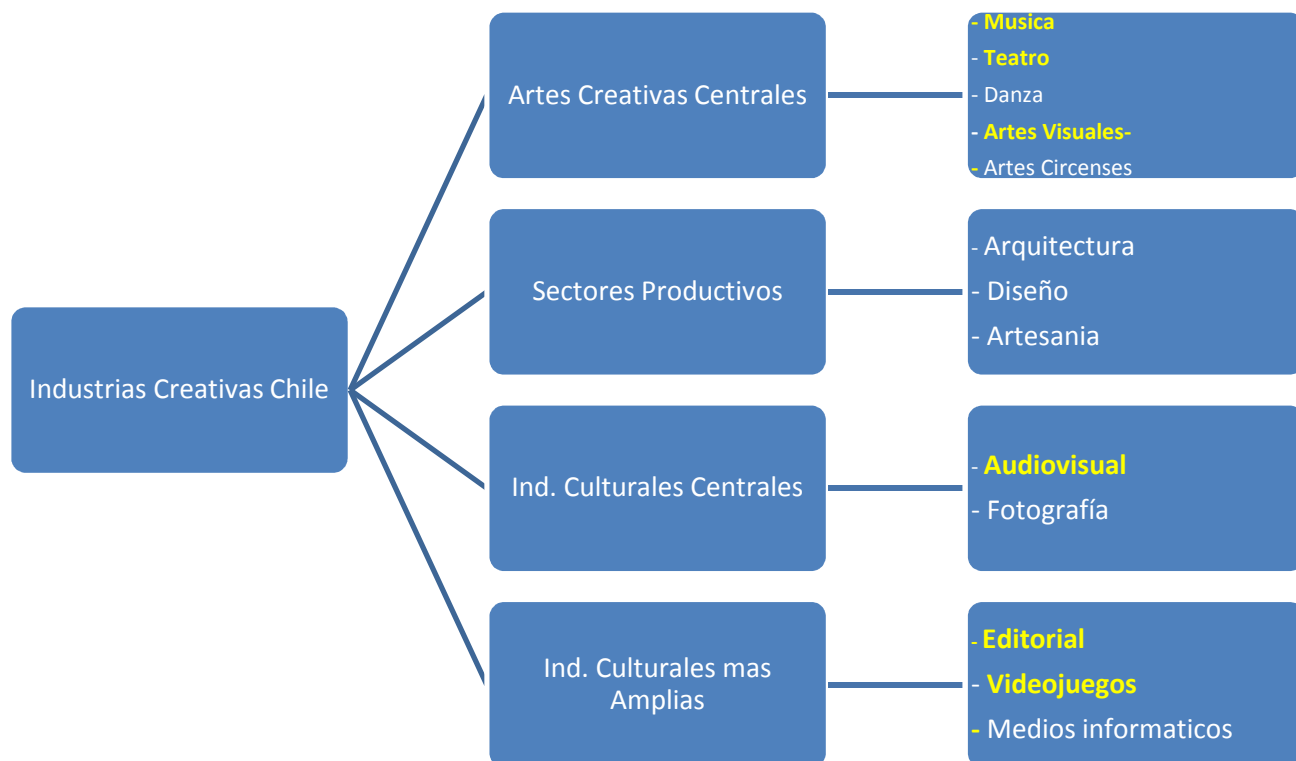 Industrias Creativas Chile
Artes Creativas Centrales
- Musica
- Teatro
- Danza
- Artes Visuales-
- Artes Circenses
Sectores Productivos
- Arquitectura
- Diseño
- Artesania
Ind. Culturales Centrales
- Audiovisual
- Fotografía
Ind. Culturales mas
Amplias
- Editorial
- Videojuegos
- Medios informaticos